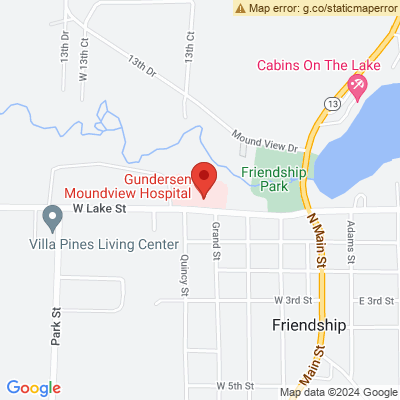 Map error: g.co/staticmaperror
13th Dr
W 13th Ct
13th Ct
13th Dr
Cabins On The Lake
13
Mound View Dr
Gundersen
Moundview Hospital
Friendship
Park
W Lake St
Villa Pines Living Center
Quincy St
Grand St
N Main St
Adams St
W 3rd St
E 3rd St
Park St
Friendship
Main St
W 5th St
Google
Map data ©2024 Google